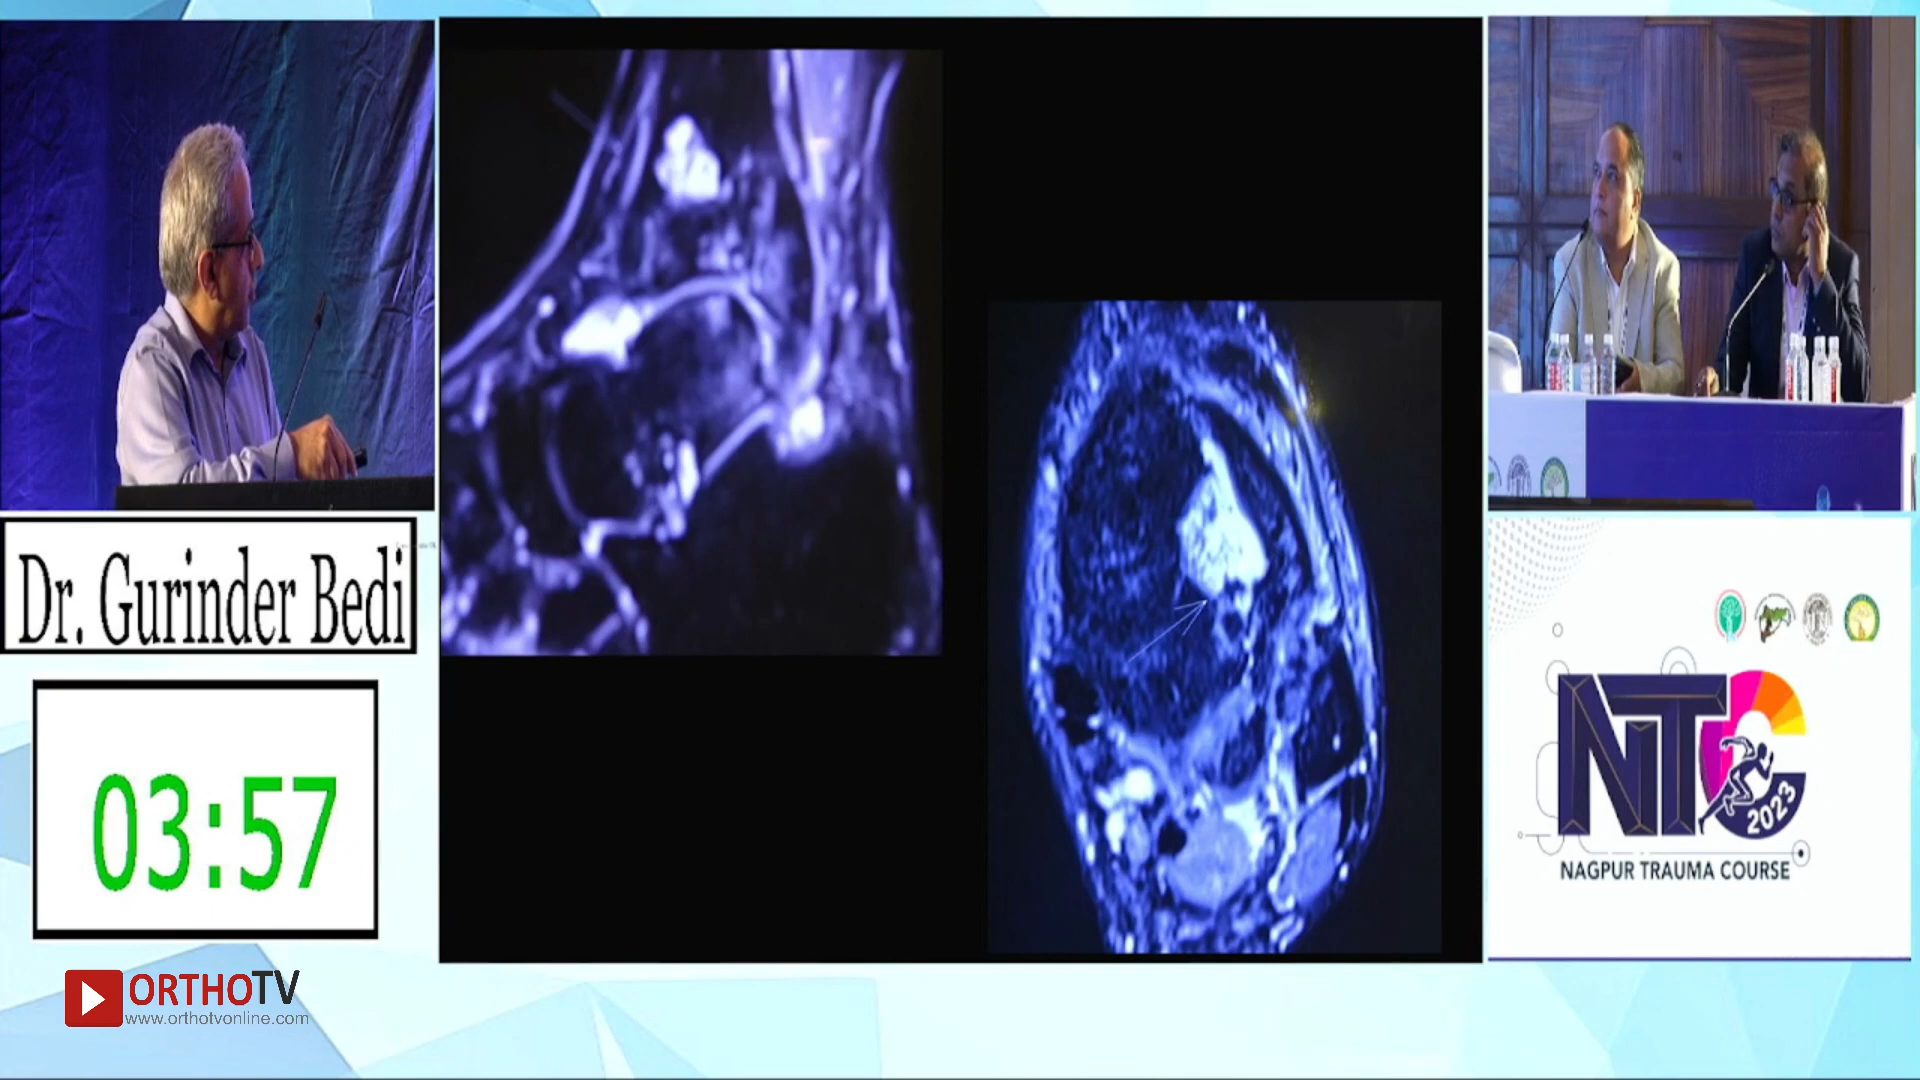 Dr. Gurinder Bedi
03:57
ORTHOTV
www.orthotvonline.com
NTC
2023
NAGPUR TRAUMA COURSE